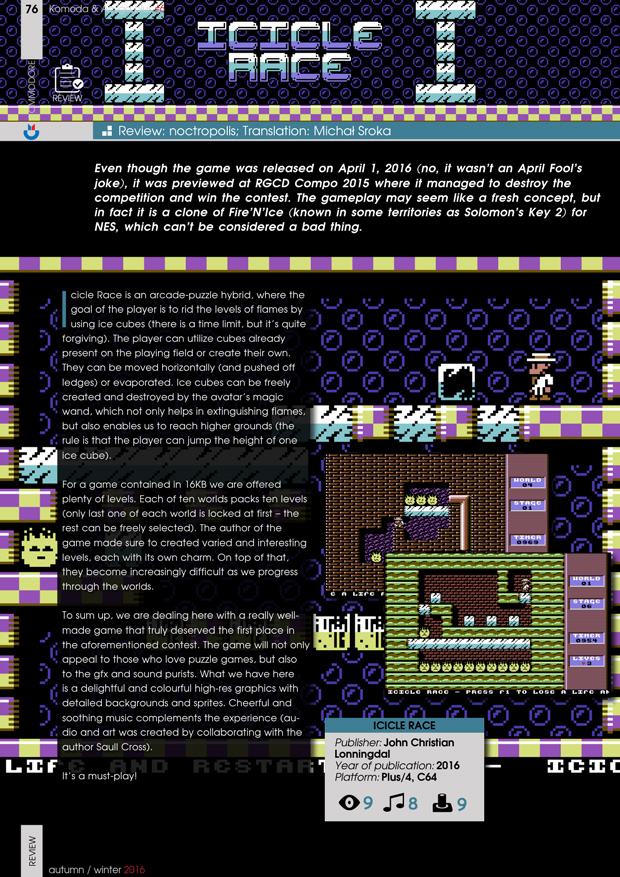 76
Komoda &
COMMODORE
REVIEW
ICICLE
RACE
Review: noctropolis; Translation: Michał Sroka
Even though the game was released on April 1, 2016 (no, it wasn't an April Fool's
joke), it was previewed at RGCD Compo 2015 where it managed to destroy the
competition and win the contest. The gameplay may seem like a fresh concept, but
in fact it is a clone of Fire'N'Ice (known in some territories as Solomon's Key 2) for
NES, which can't be considered a bad thing.
Icicle Race is an arcade-puzzle hybrid, where the
goal of the player is to rid the levels of flames by
using ice cubes (there is a time limit, but it's quite
forgiving). The player can utilize cubes already
present on the playing field or create their own.
They can be moved horizontally (and pushed off
ledges) or evaporated. Ice cubes can be freely
created and destroyed by the avatar's magic
wand, which not only helps in extinguishing flames,
but also enables us to reach higher grounds (the
rule is that the player can jump the height of one
ice cube).
For a game contained in 16KB we are offered
plenty of levels. Each of ten worlds packs ten levels
(only last one of each world is locked at first – the
rest can be freely selected). The author of the
game made sure to created varied and interesting
levels, each with its own charm. On top of that,
they become increasingly difficult as we progress
through the worlds.
To sum up, we are dealing here with a really well-
made game that truly deserved the first place in
the aforementioned contest. The game will not only
appeal to those who love puzzle games, but also
to the gfx and sound purists. What we have here
is a delightful and colourful high-res graphics with
detailed backgrounds and sprites. Cheerful and
soothing music complements the experience (au-
dio and art was created by collaborating with the
author Saull Cross).
It's a must-play!
WORLD
04
STAGE
01
TIMER
0969
C A LIFE A
WORLD
01
STAGE
06
TIMER
0954
LIVES
3
ICICLE RACE - PRESS F1 TO LOSE A LIFE AN
ICICLE RACE
Publisher: John Christian
Lonningdal
Year of publication: 2016
Platform: Plus/4, C64
9 8 9
LIFE AND RESTART - ICIC
REVIEW
autumn / winter 2016